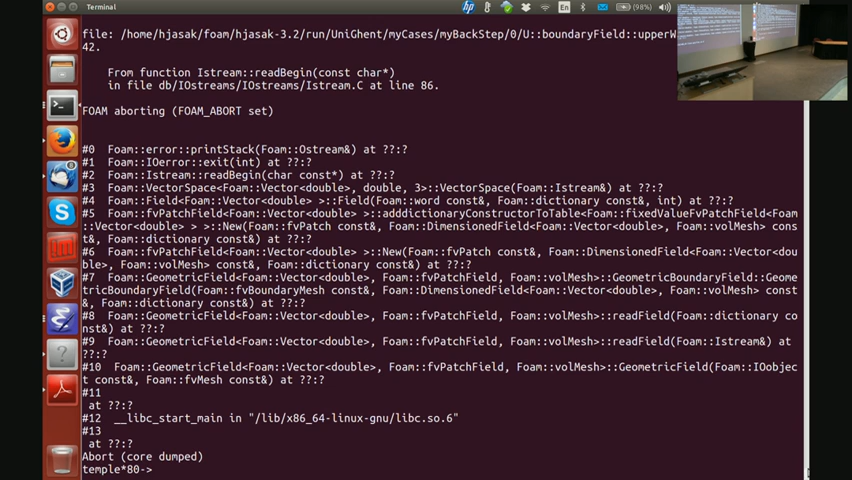 Terminal
hp
En
(98%)
file: /home/hjasak/foam/hjasak-3.2/run/UniGhent/myCases/myBackStep/0/U::boundaryField::upperW
42.
From function Istream::readBegin(const char*)
in file db/IOstreams/IOstreams/Istream.C at line 86.
FOAM aborting (FOAM_ABORT set)
#0 Foam::error::printStack(Foam::Ostream&) at ??:?
#1 Foam::IOerror::exit(int) at ??:?
#2 Foam::Istream::readBegin(char const*) at ??:?
#3 Foam::VectorSpace<Foam::Vector<double>, double, 3>::VectorSpace(Foam::Istream&) at ??:?
#4 Foam::Field<Foam::Vector<double> >::Field(Foam::word const&, Foam::dictionary const&, int) at ??:?
#5 Foam::fvPatchField<Foam::Vector<double> >::adddictionaryConstructorToTable<Foam::fixedValueFvPatchField<Foam
::Vector<double> > >::New(Foam::fvPatch const&, Foam::DimensionedField<Foam::Vector<double>, Foam::volMesh> cons
t&, Foam::dictionary const&) at ??:?
#6 Foam::fvPatchField<Foam::Vector<double> >::New(Foam::fvPatch const&, Foam::DimensionedField<Foam::Vector<dou
ble>, Foam::volMesh> const&, Foam::dictionary const&) at ??:?
#7 Foam::GeometricField<Foam::Vector<double>, Foam::fvPatchField, Foam::volMesh>::GeometricBoundaryField::Geome
tricBoundaryField(Foam::fvBoundaryMesh const&, Foam::DimensionedField<Foam::Vector<double>, Foam::volMesh> const
&, Foam::dictionary const&) at ??:?
#8 Foam::GeometricField<Foam::Vector<double>, Foam::fvPatchField, Foam::volMesh>::readField(Foam::dictionary co
nst&) at ??:?
#9 Foam::GeometricField<Foam::Vector<double>, Foam::fvPatchField, Foam::volMesh>::readField(Foam::Istream&) at
??:?
#10 Foam::GeometricField<Foam::Vector<double>, Foam::fvPatchField, Foam::volMesh>::GeometricField(Foam::IOobjec
t const&, Foam::fvMesh const&) at ??:?
#11
at ??:?
#12 __libc_start_main in "/lib/x86_64-linux-gnu/libc.so.6"
#13
at ??:?
Abort (core dumped)
temple*80->